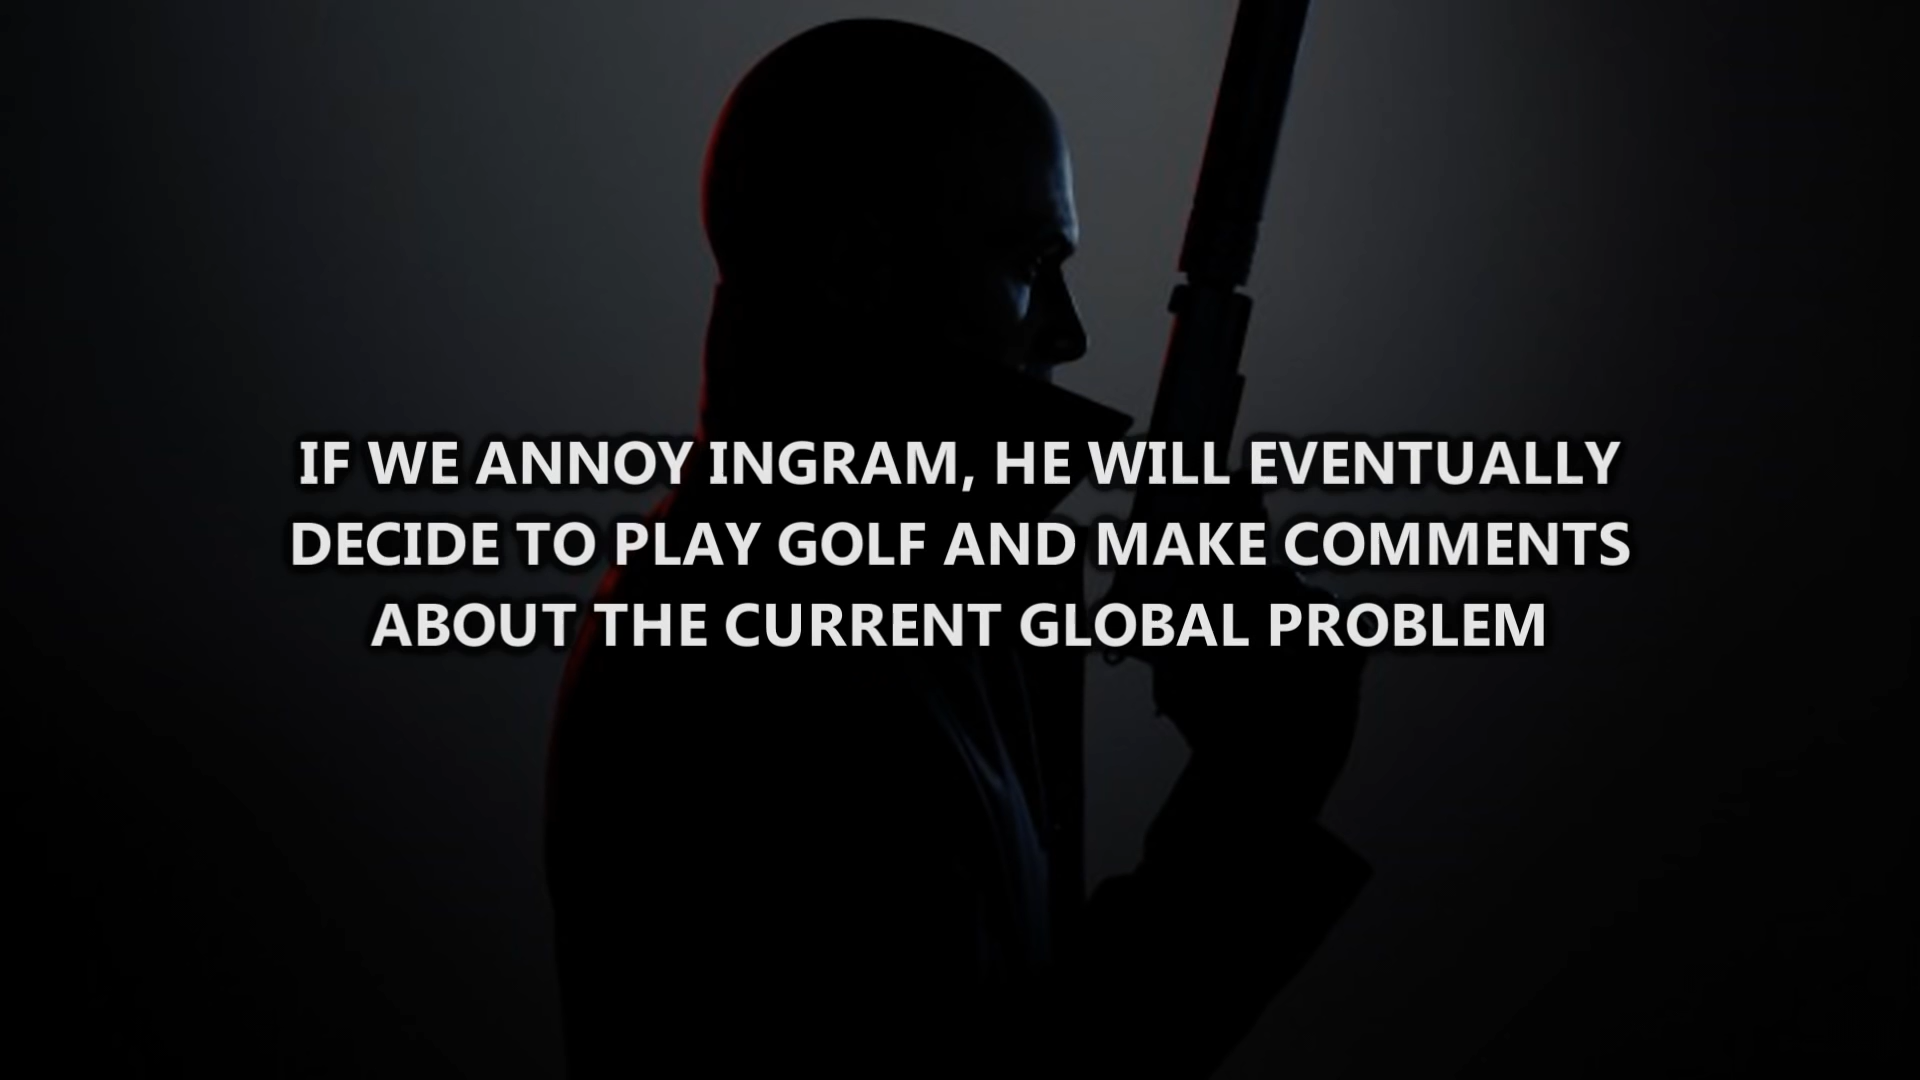 IF WE ANNOY INGRAM, HE WILL EVENTUALLY
DECIDE TO PLAY GOLF AND MAKE COMMENTS
ABOUT THE CURRENT GLOBAL PROBLEM